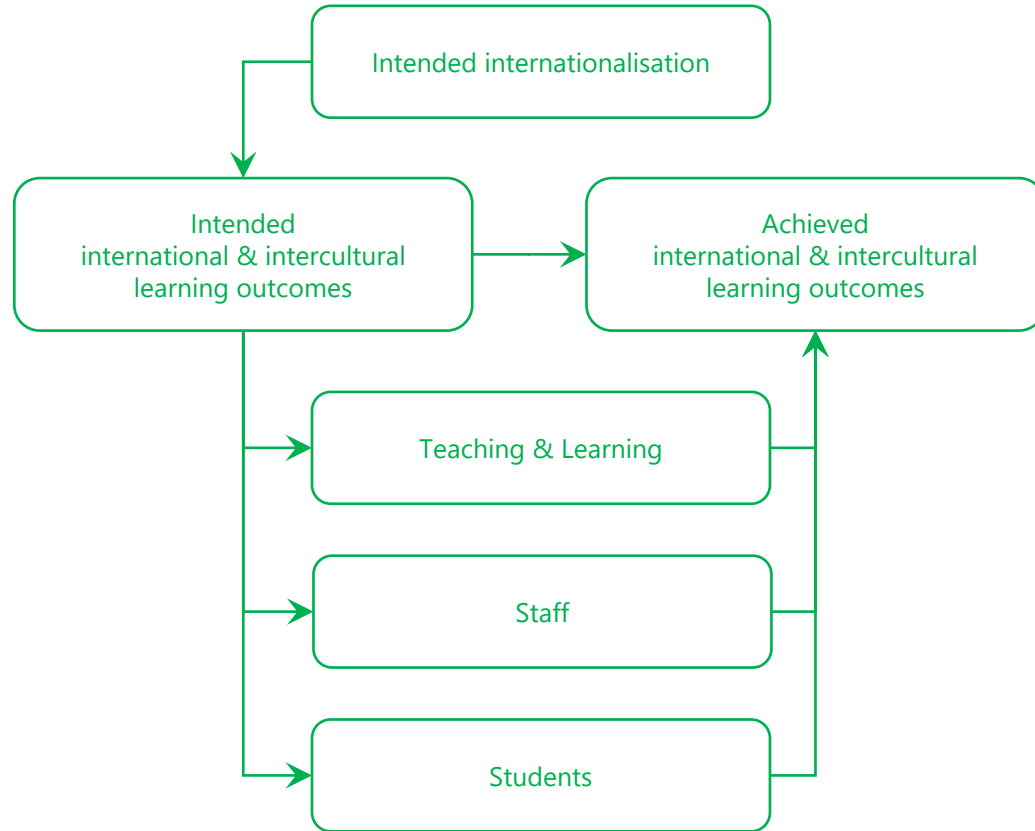 Intended internationalisation
Intended
international & intercultural
learning outcomes
Achieved
international & intercultural
learning outcomes
Teaching & Learning
Staff
Students